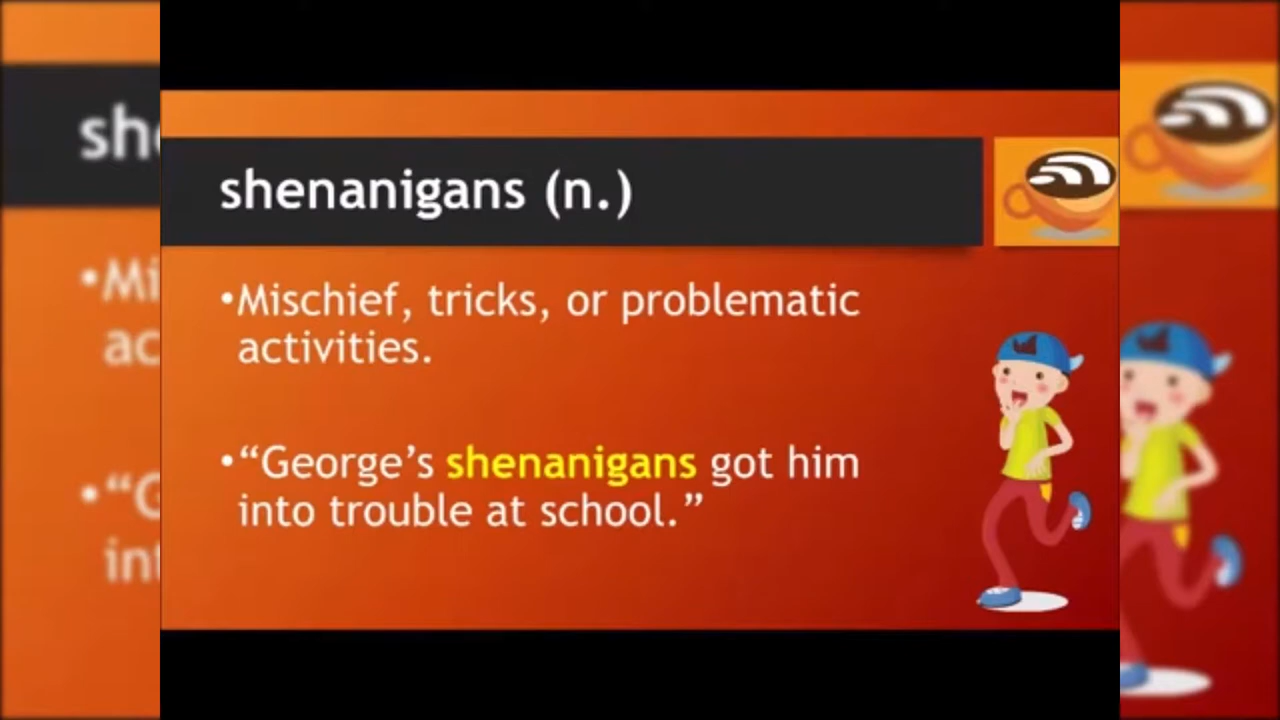 shenanigans (n.)
•Mischief, tricks, or problematic
activities.
•“George’s shenanigans got him
into trouble at school.”